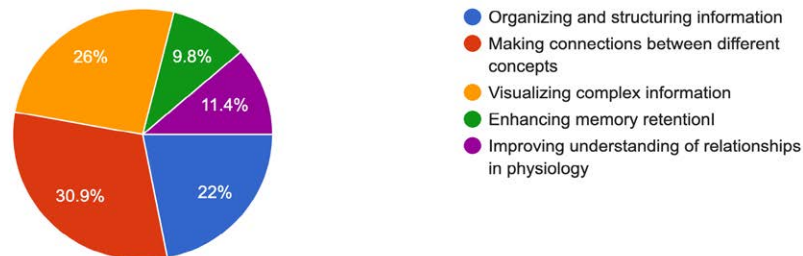 26%
9.8%
11.4%
30.9%
22%
Organizing and structuring information
Making connections between different
concepts
Visualizing complex information
Enhancing memory retentionl
Improving understanding of relationships
in physiology